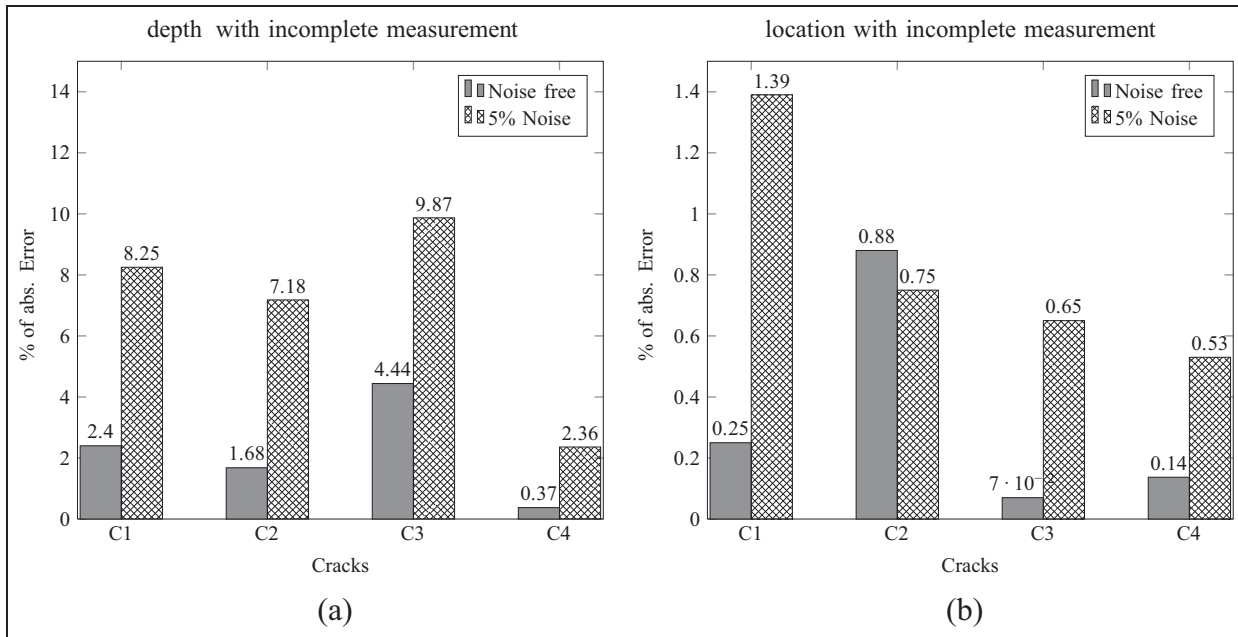 depth with incomplete measurement
14
12
10
8
6
4
2
0
% of abs. Error
Noise free
5% Noise
2.4
8.25
1.68
7.18
4.44
9.87
0.37
2.36
C1
C2
C3
C4
Cracks
(a)
location with incomplete measurement
1.4
1.2
1
0.8
0.6
0.4
0.2
0
% of abs. Error
Noise free
5% Noise
0.25
1.39
0.88
0.75
7 · 10⁻²
0.65
0.14
0.53
C1
C2
C3
C4
Cracks
(b)